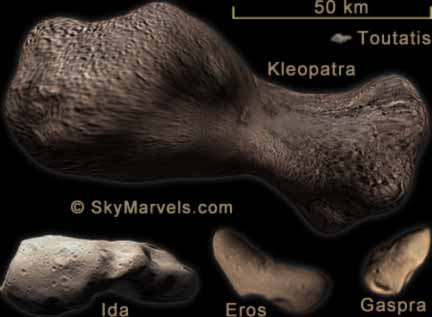 50 km
Toutatis
Kleopatra
© SkyMarvels.com
Ida
Eros
Gaspra